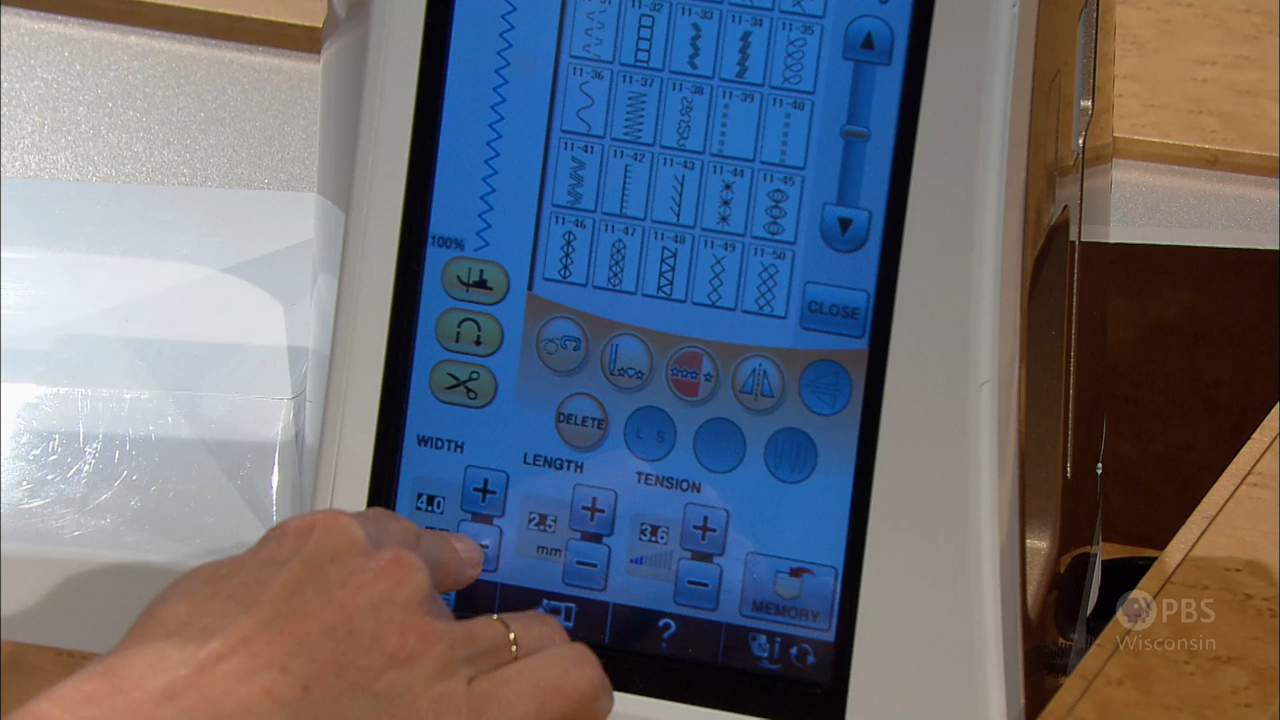 11-31 11-32 11-33 11-34 11-35
11-36 11-37 11-38 11-39 11-40
11-41 11-42 11-43 11-44 11-45
11-46 11-47 11-48 11-49 11-50
100%
CLOSE
DELETE
L S
WIDTH LENGTH TENSION
4.0 2.5 3.6
mm
MEMORY
?
PBS
Wisconsin